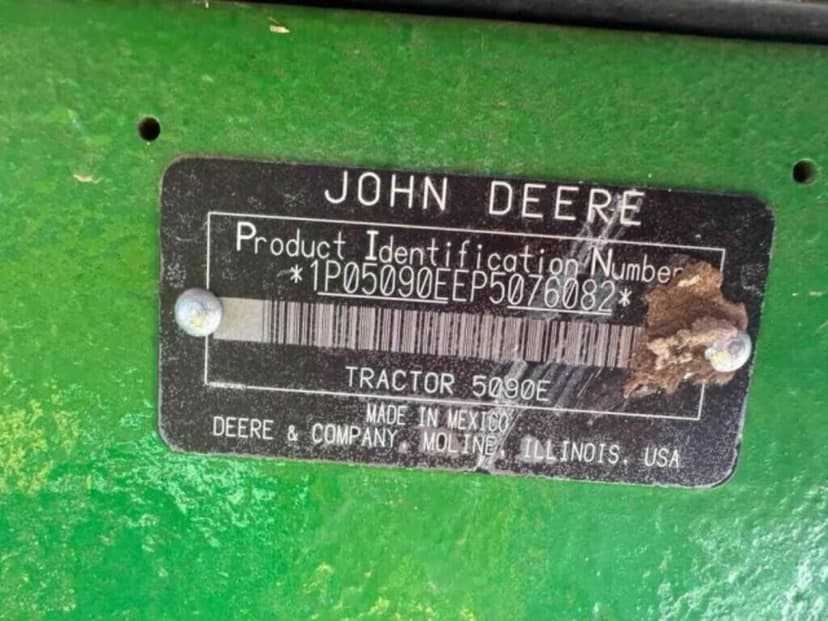 JOHN DEERE
Product Identification Number
*1P05090EEP5076082*
TRACTOR 5090E
MADE IN MEXICO
DEERE & COMPANY, MOLINE, ILLINOIS, USA